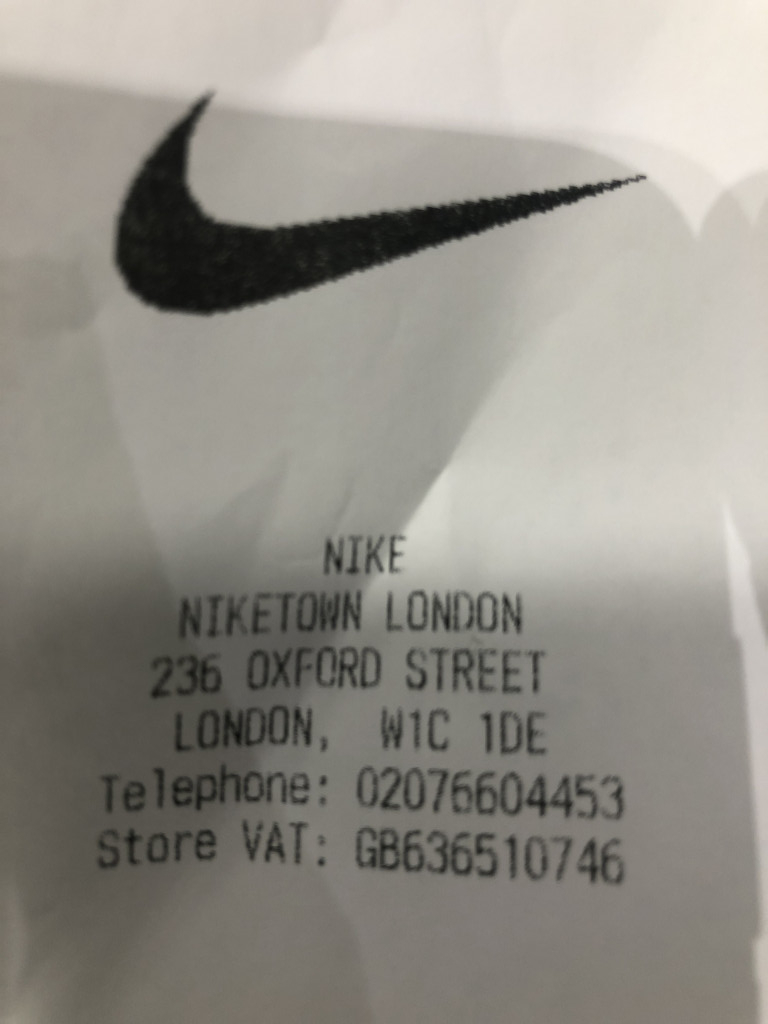 NIKE
NIKETOWN LONDON
236 OXFORD STREET
LONDON, W1C 1DE
Telephone: 02076604453
Store VAT: GB636510746